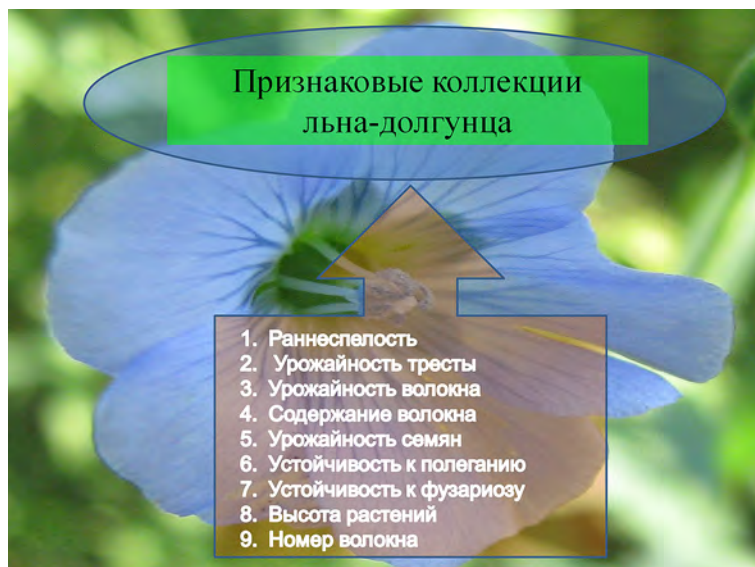 Признаковые коллекции
льна-долгунца
1. Раннеспелость
2. Урожайность тресты
3. Урожайность волокна
4. Содержание волокна
5. Урожайность семян
6. Устойчивость к полеганию
7. Устойчивость к фузариозу
8. Высота растений
9. Номер волокна